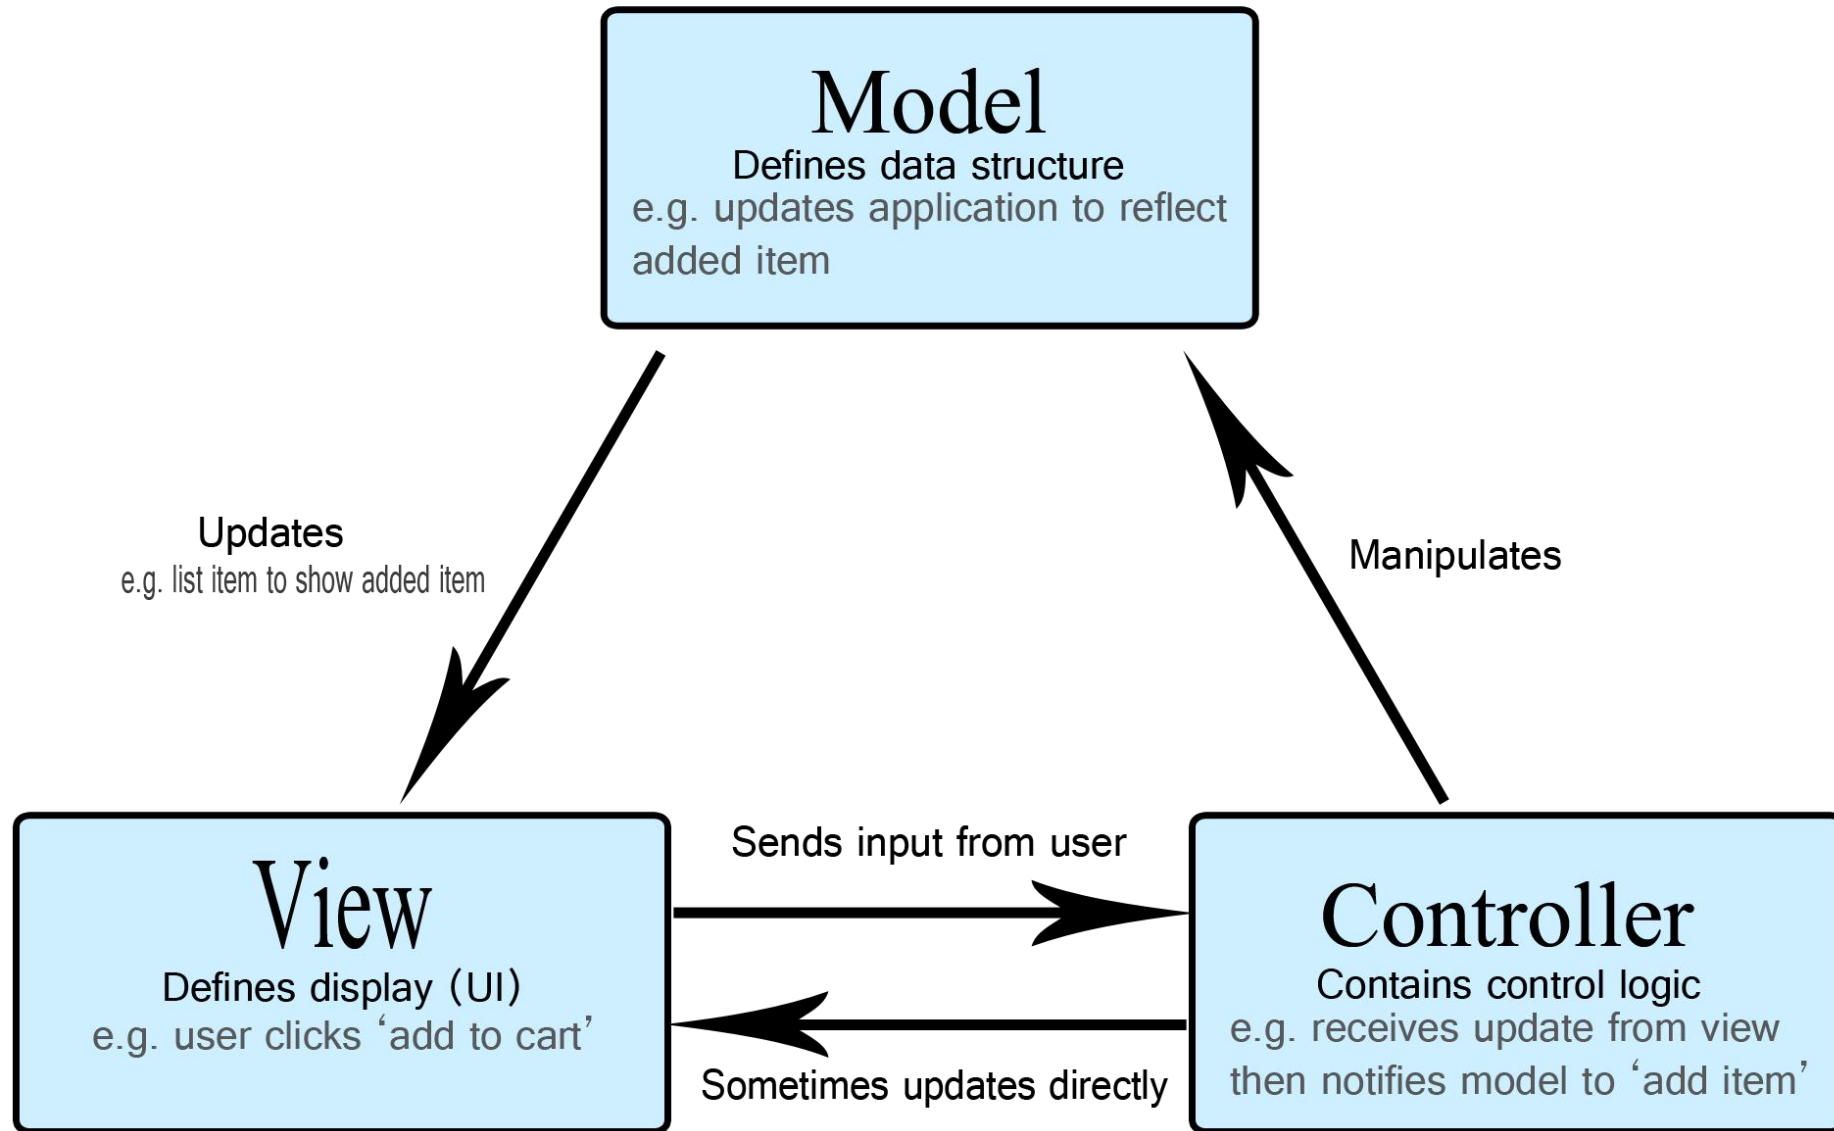 Model
Defines data structure
e.g. updates application to reflect
added item
Updates
e.g. list item to show added item
Manipulates
Sends input from user
View
Defines display (UI)
e.g. user clicks ‘add to cart’
Controller
Contains control logic
e.g. receives update from view
then notifies model to ‘add item’
Sometimes updates directly